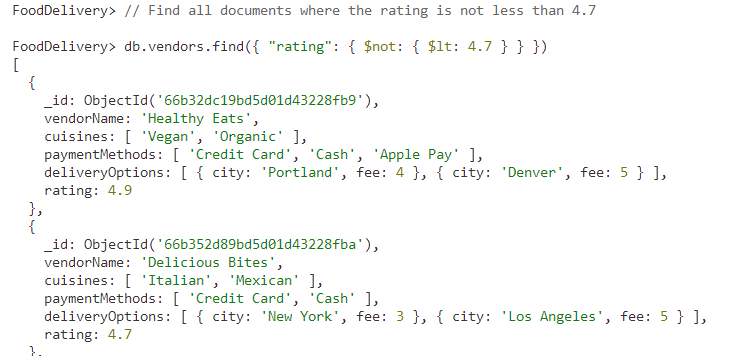 FoodDelivery> // Find all documents where the rating is not less than 4.7
FoodDelivery> db.vendors.find({ "rating": { $not: { $lt: 4.7 } } })
[
  {
    _id: ObjectId('66b32dc19bd5d01d43228fb9'),
    vendorName: 'Healthy Eats',
    cuisines: [ 'Vegan', 'Organic' ],
    paymentMethods: [ 'Credit Card', 'Cash', 'Apple Pay' ],
    deliveryOptions: [ { city: 'Portland', fee: 4 }, { city: 'Denver', fee: 5 } ],
    rating: 4.9
  },
  {
    _id: ObjectId('66b352d89bd5d01d43228fba'),
    vendorName: 'Delicious Bites',
    cuisines: [ 'Italian', 'Mexican' ],
    paymentMethods: [ 'Credit Card', 'Cash' ],
    deliveryOptions: [ { city: 'New York', fee: 3 }, { city: 'Los Angeles', fee: 5 } ],
    rating: 4.7
  },